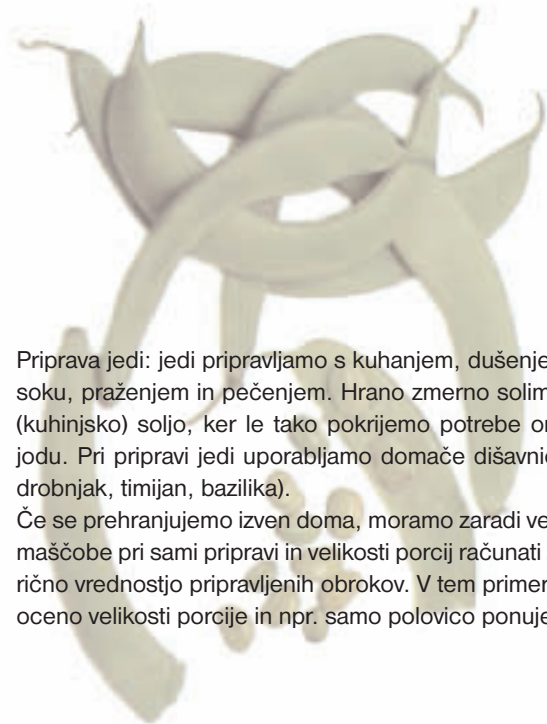 Priprava jedi: jedi pripravljamo s kuhanjem, dušenje
soku, praženjem in pečenjem. Hrano zmerno solim
(kuhinjsko) soljo, ker le tako pokrijemo potrebe or
jodu. Pri pripravi jedi uporabljamo domače dišavnic
drobnjak, timijan, bazilika).
Če se prehranjujemo izven doma, moramo zaradi ve
maščobe pri sami pripravi in velikosti porcij računati
rično vrednostjo pripravljenih obrokov. V tem primer
oceno velikosti porcije in npr. samo polovico ponuje